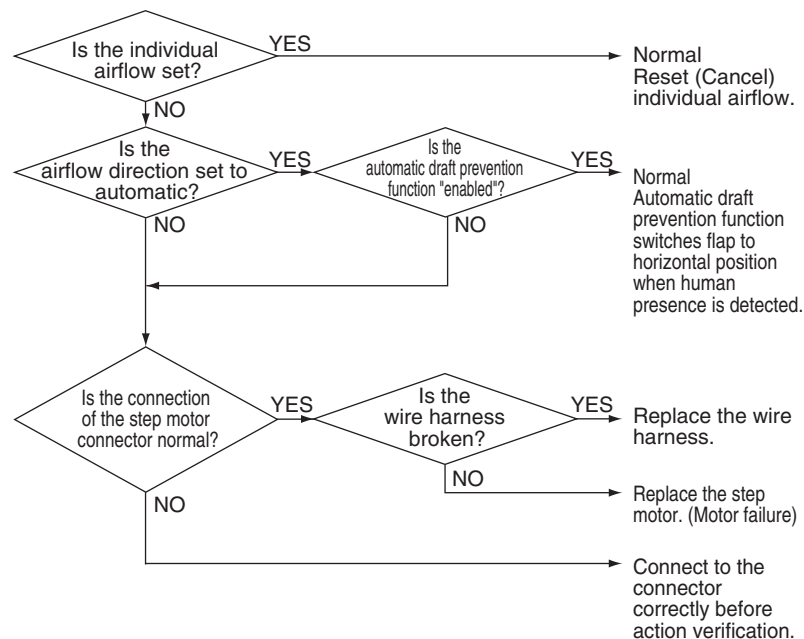 Is the individual
airflow set?
YES
Normal
Reset (Cancel)
individual airflow.
NO
Is the
airflow direction set to
automatic?
YES
Is the
automatic draft prevention
function "enabled"?
YES
Normal
Automatic draft
prevention function
switches flap to
horizontal position
when human
presence is detected.
NO
NO
Is the connection
of the step motor
connector normal?
YES
Is the
wire harness
broken?
YES
Replace the wire
harness.
NO
Replace the step
motor. (Motor failure)
NO
Connect to the
connector
correctly before
action verification.